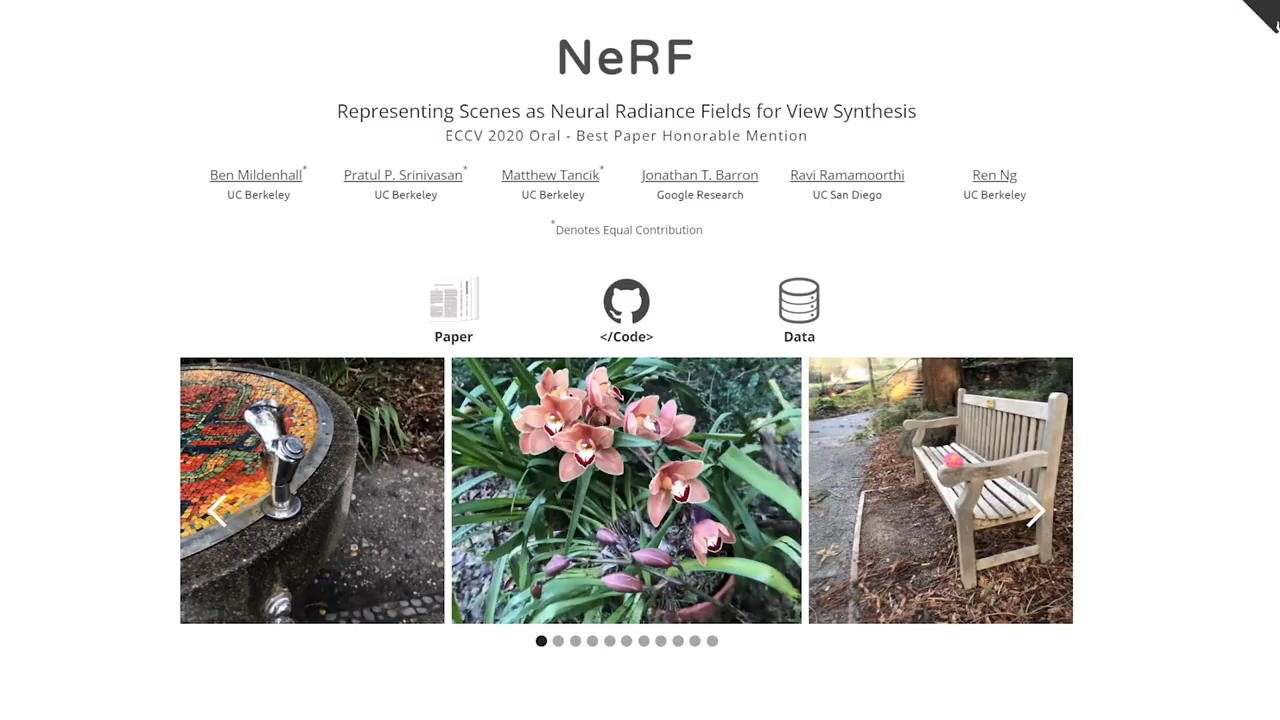 NeRF
Representing Scenes as Neural Radiance Fields for View Synthesis
ECCV 2020 Oral - Best Paper Honorable Mention
Ben Mildenhall* Pratul P. Srinivasan* Matthew Tancik* Jonathan T. Barron Ravi Ramamoorthi Ren Ng
UC Berkeley UC Berkeley UC Berkeley Google Research UC San Diego UC Berkeley
*Denotes Equal Contribution
Paper </Code> Data